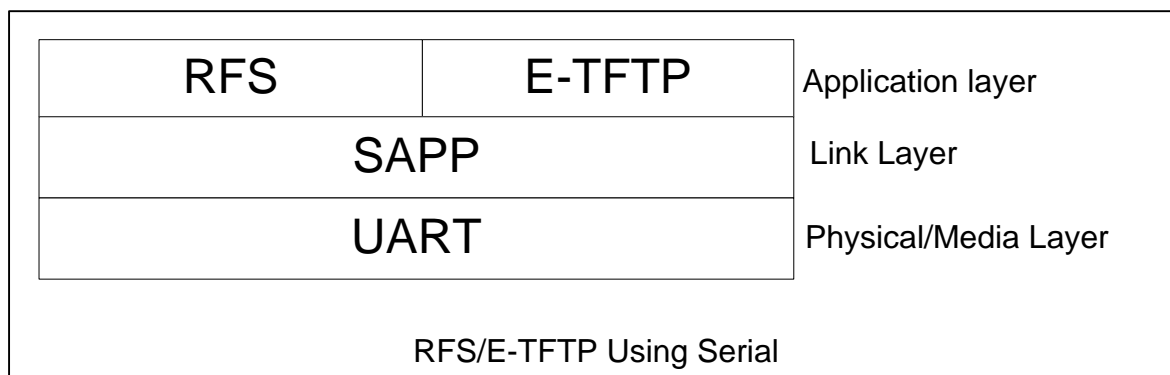 RFS E-TFTP Application layer
SAPP Link Layer
UART Physical/Media Layer
RFS/E-TFTP Using Serial